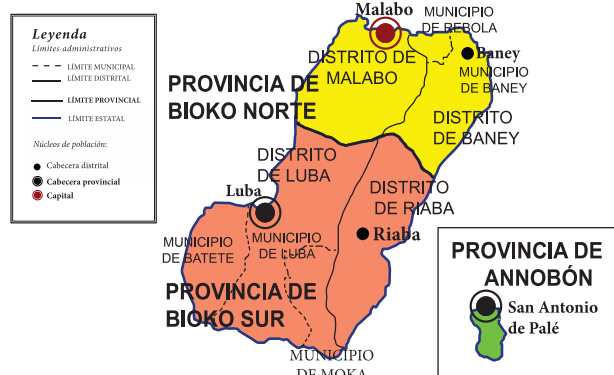 Leyenda
Límites administrativos
LÍMITE MUNICIPAL
LÍMITE DISTRITAL
LÍMITE PROVINCIAL
LÍMITE ESTATAL
Núcleos de población:
Cabecera distrital
Cabecera provincial
Capital
Malabo
MUNICIPIO
DE REBOLA
DISTRITO DE
MALABO
Baney
MUNICIPIO
DE BANEY
PROVINCIA DE
BIOKO NORTE
DISTRITO
DE BANEY
DISTRITO
DE LUBA
DISTRITO
DE RIABA
Luba
MUNICIPIO
DE BATETE
MUNICIPIO
DE LUBA
Riaba
PROVINCIA DE
BIOKO SUR
MUNICIPIO
DE MOKA
PROVINCIA DE
ANNOBÓN
San Antonio
de Palé